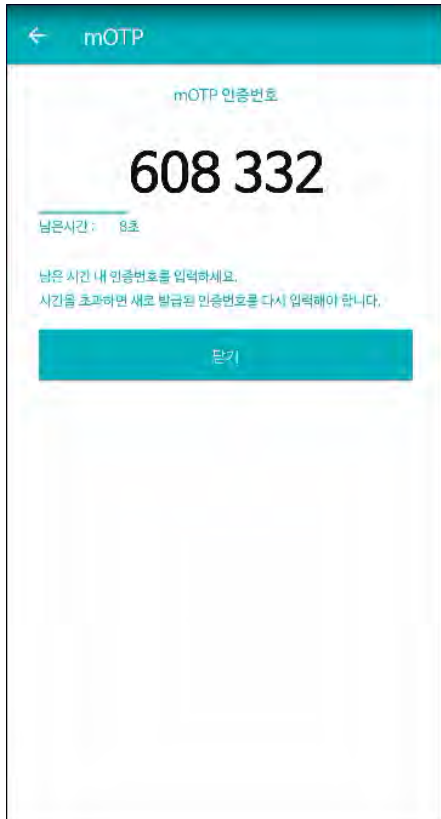 mOTP
mOTP 인증번호
608 332
남은시간 : 8초
남은 시간 내 인증번호를 입력하세요.
시간을 초과하면 새로 발급된 인증번호를 다시 입력해야 합니다.
닫기